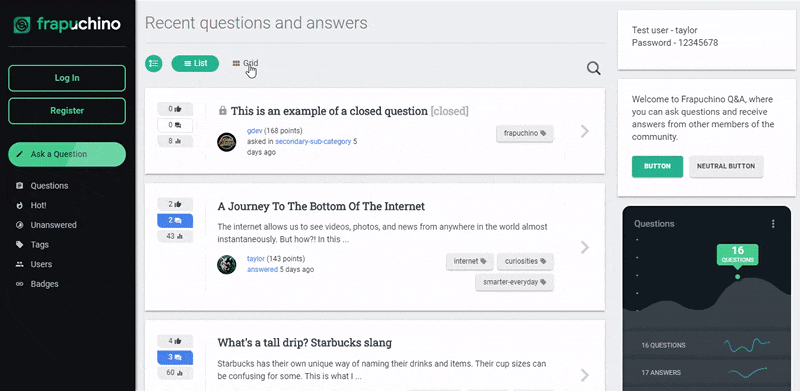 frapuchino
Log In
Register
Ask a Question
Questions
Hot!
Unanswered
Tags
Users
Badges
Recent questions and answers
List
Grid
0
0
8
This is an example of a closed question [closed]
gdev (168 points)
asked in secondary-sub-category 5
days ago
frapuchino
2
2
43
A Journey To The Bottom Of The Internet
The internet allows us to see videos, photos, and news from anywhere in the world almost
instantaneously. But how?! In this ...
taylor (143 points)
answered 5 days ago
internet
curiosities
smarter-everyday
4
3
60
What's a tall drip? Starbucks slang
Starbucks has their own unique way of naming their drinks and items. Their cup sizes can
be confusing for some. This is what I ...
Test user - taylor
Password - 12345678
Welcome to Frapuchino Q&A, where
you can ask questions and receive
answers from other members of the
community.
BUTTON
NEUTRAL BUTTON
Questions
16
QUESTIONS
16 QUESTIONS
17 ANSWERS